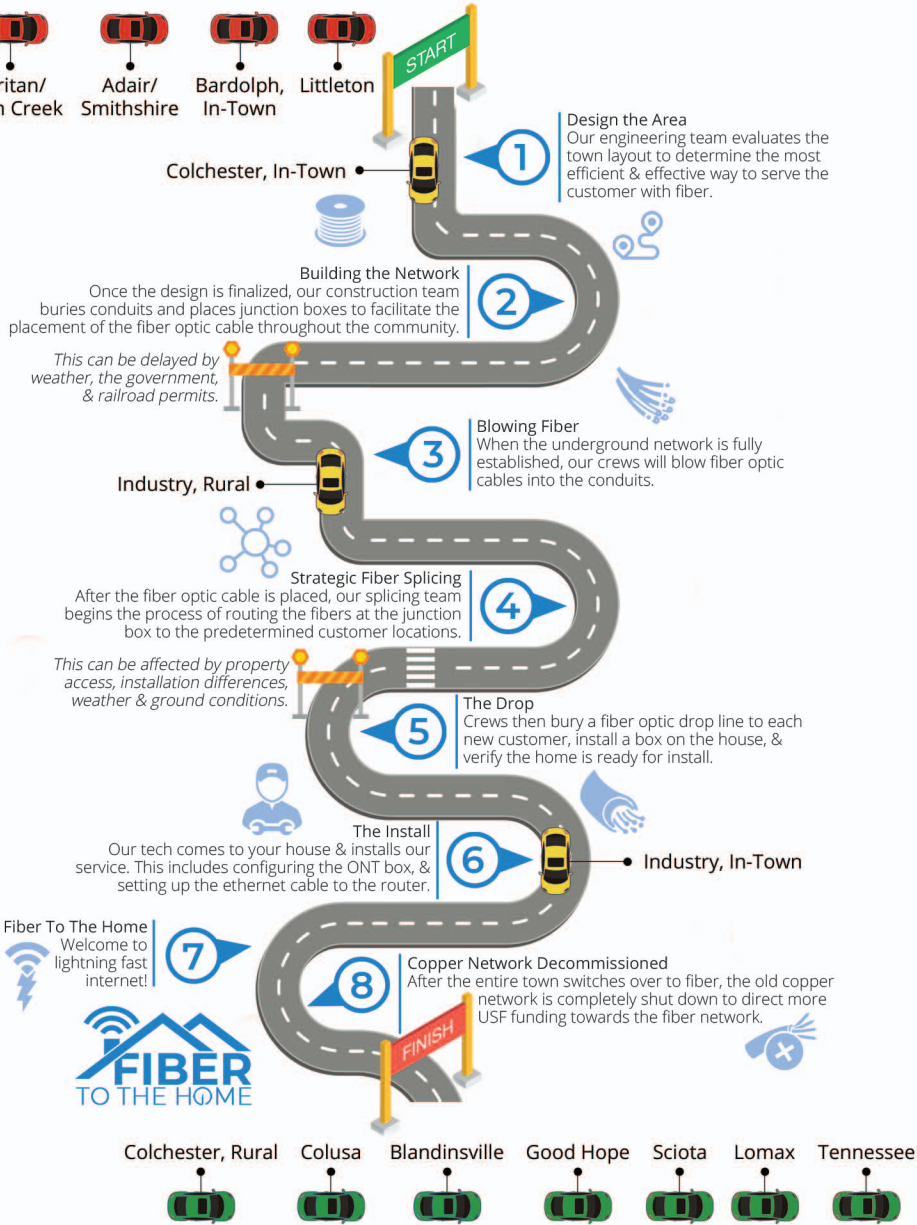 Adair/
Smithshire
Bardolph,
In-Town
Littleton
Creek
START
Colchester, In-Town
1
Design the Area
Our engineering team evaluates the
town layout to determine the most
efficient & effective way to serve the
customer with fiber.
Building the Network
Once the design is finalized, our construction team
buries conduits and places junction boxes to facilitate the
placement of the fiber optic cable throughout the community.
2
This can be delayed by
weather, the government,
& railroad permits.
3
Blowing Fiber
When the underground network is fully
established, our crews will blow fiber optic
cables into the conduits.
Industry, Rural
Strategic Fiber Splicing
After the fiber optic cable is placed, our splicing team
begins the process of routing the fibers at the junction
box to the predetermined customer locations.
4
This can be affected by property
access, installation differences,
weather & ground conditions.
5
The Drop
Crews then bury a fiber optic drop line to each
new customer, install a box on the house, &
verify the home is ready for install.
The Install
Our tech comes to your house & installs our
service. This includes configuring the ONT box, &
setting up the ethernet cable to the router.
6
Industry, In-Town
Fiber To The Home
Welcome to
lightning fast
internet!
7
8
Copper Network Decommissioned
After the entire town switches over to fiber, the old copper
network is completely shut down to direct more
USF funding towards the fiber network.
FINISH
FIBER
TO THE HOME
Colchester, Rural
Colusa
Blandinsville
Good Hope
Sciota
Lomax
Tennessee